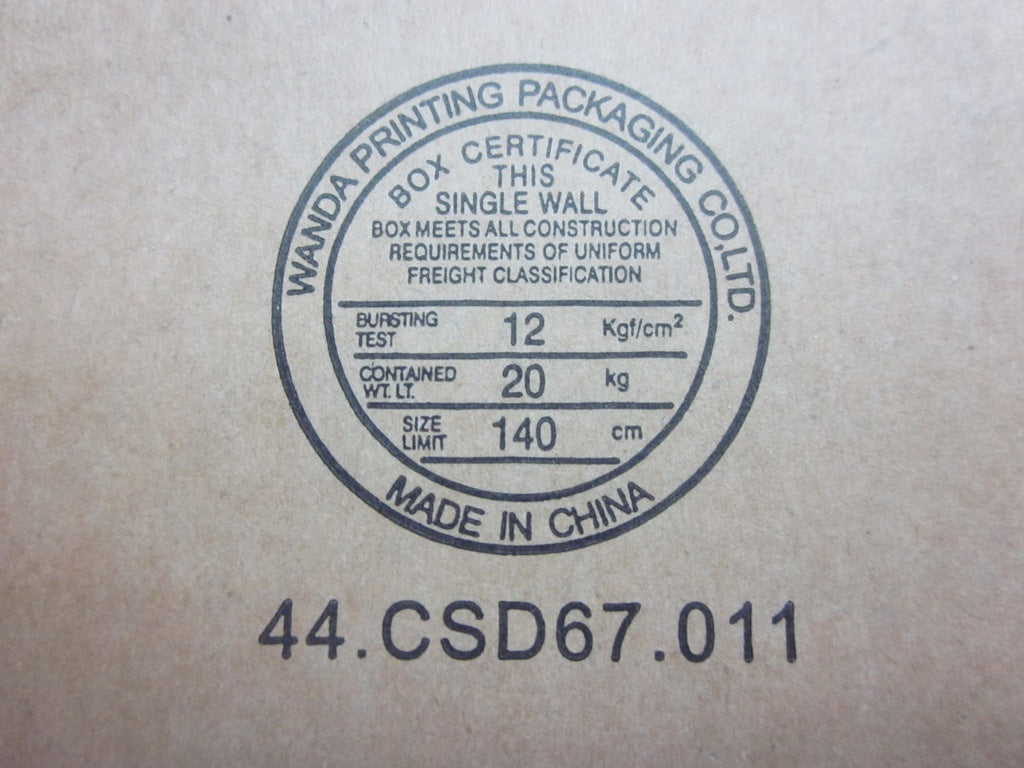 WANDA PRINTING PACKAGING CO,LTD.
BOX CERTIFICATE
THIS
SINGLE WALL
BOX MEETS ALL CONSTRUCTION
REQUIREMENTS OF UNIFORM
FREIGHT CLASSIFICATION
BURSTING TEST 12 Kgf/cm²
CONTAINED WT. LT. 20 kg
SIZE LIMIT 140 cm
MADE IN CHINA
44.CSD67.011